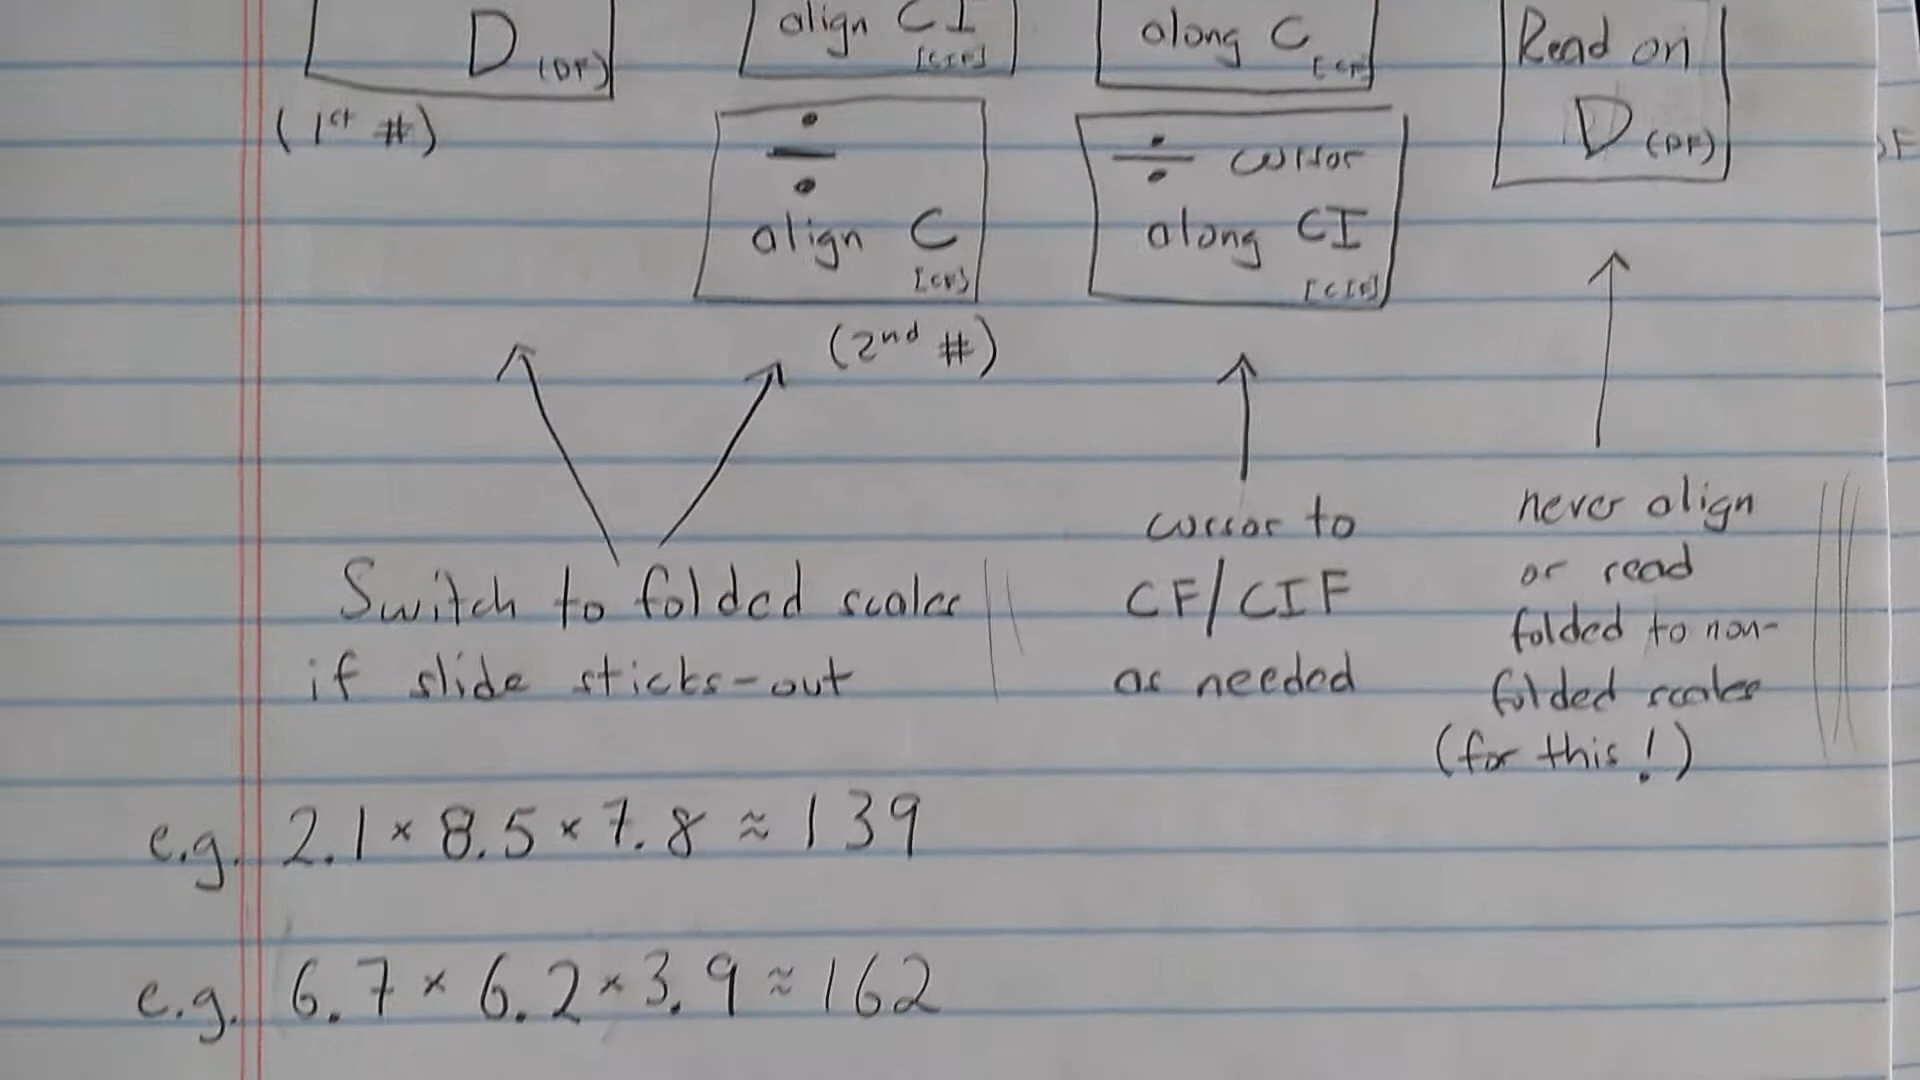 D (DF)
align CI
[CIF]
along C
[CF]
Read on
D (DF)
(1st #)
÷
align C
[CF]
(2nd #)
÷ cursor
along CI
[CIF]
Switch to folded scales
if slide sticks-out
cursor to
CF/CIF
as needed
never align
or read
folded to non-
folded scales
(for this!)
e.g. 2.1 × 8.5 × 7.8 ≈ 139
e.g. 6.7 × 6.2 × 3.9 ≈ 162